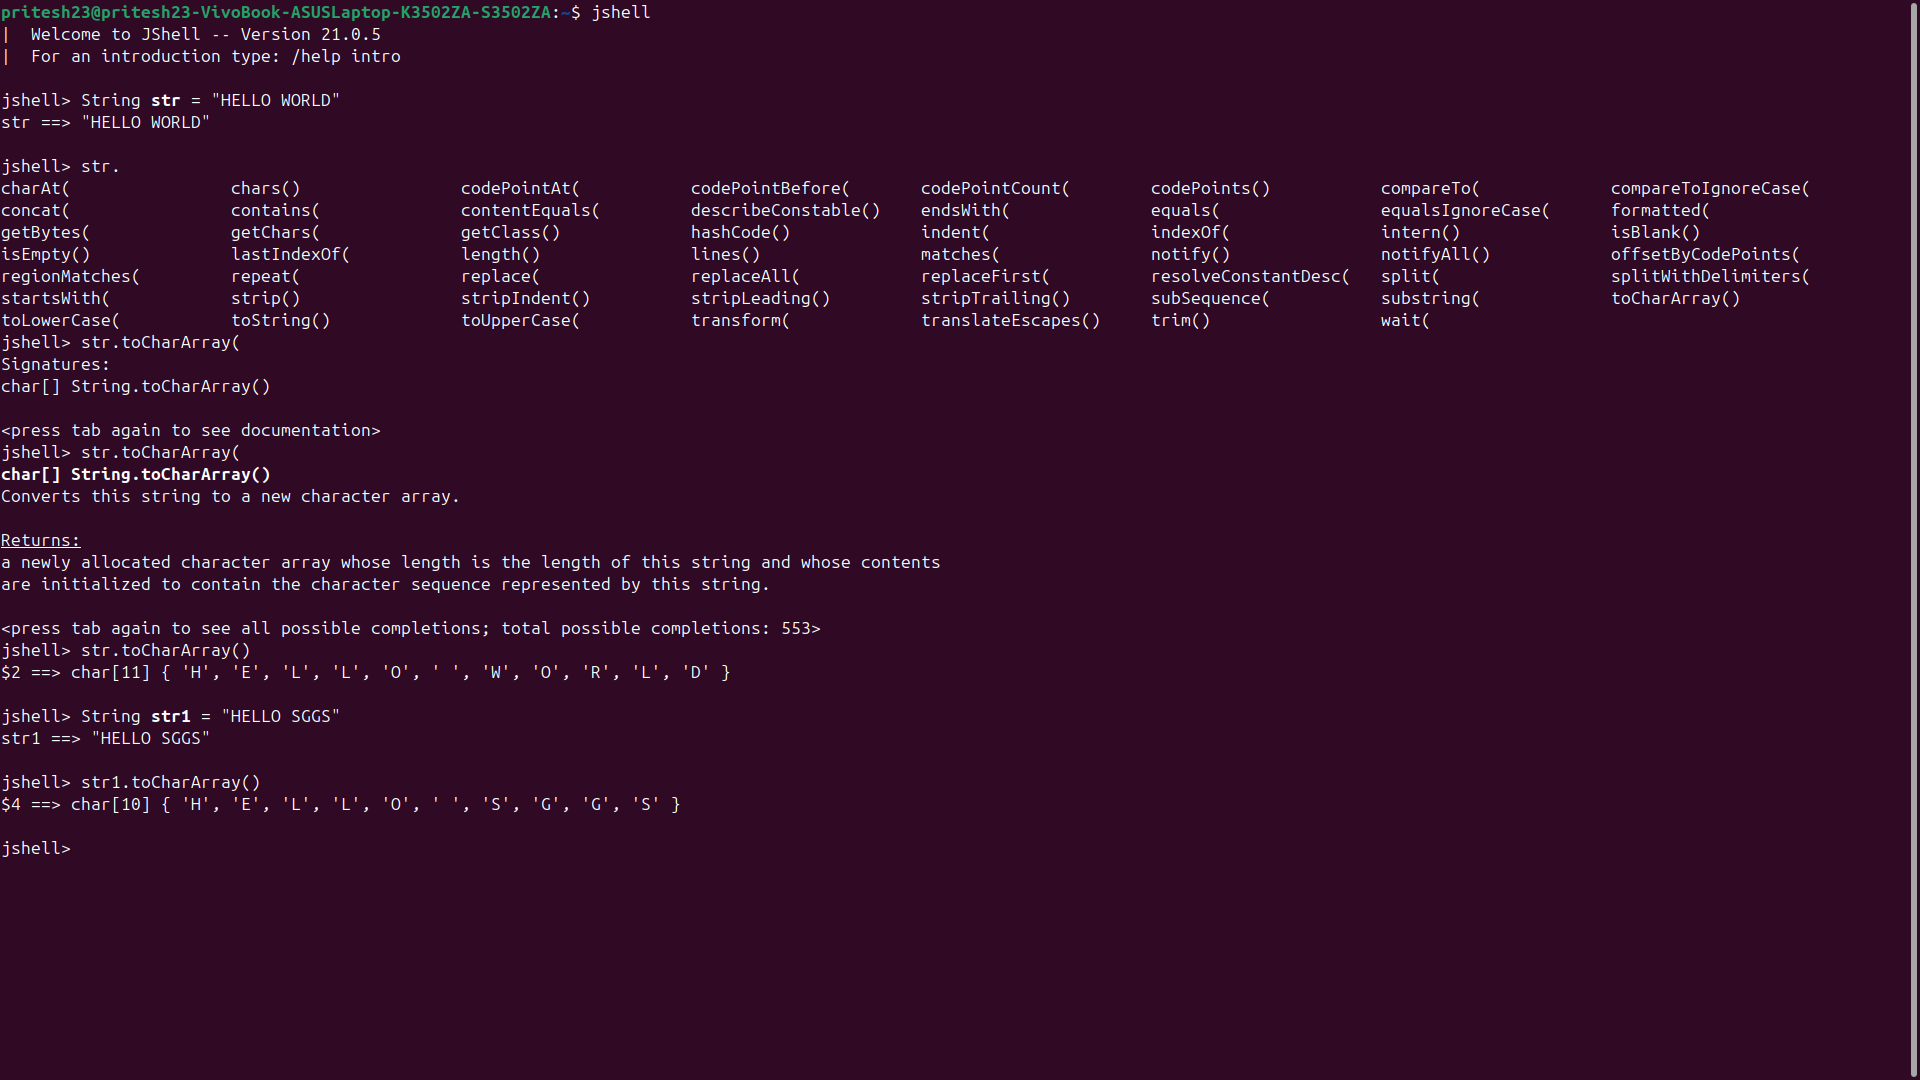 pritesh23@pritesh23-VivoBook-ASUSLaptop-K3502ZA-S3502ZA:~$ jshell
|  Welcome to JShell -- Version 21.0.5
|  For an introduction type: /help intro

jshell> String str = "HELLO WORLD"
str ==> "HELLO WORLD"

jshell> str.
charAt(                chars()                codePointAt(           codePointBefore(       codePointCount(        codePoints()           compareTo(             compareToIgnoreCase(
concat(                contains(              contentEquals(         describeConstable()    endsWith(              equals(                equalsIgnoreCase(      formatted(
getBytes(              getChars(              getClass()             hashCode()             indent(                indexOf(               intern()               isBlank()
isEmpty()              lastIndexOf(           length()               lines()                matches(               notify()               notifyAll()            offsetByCodePoints(
regionMatches(         repeat(                replace(               replaceAll(            replaceFirst(          resolveConstantDesc(   split(                 splitWithDelimiters(
startsWith(            strip()                stripIndent()          stripLeading()         stripTrailing()        subSequence(           substring(             toCharArray()
toLowerCase(           toString()             toUpperCase(           transform(             translateEscapes()     trim()                 wait(
jshell> str.toCharArray(
Signatures:
char[] String.toCharArray()

<press tab again to see documentation>
jshell> str.toCharArray(
char[] String.toCharArray()
Converts this string to a new character array.

Returns:
a newly allocated character array whose length is the length of this string and whose contents
are initialized to contain the character sequence represented by this string.

<press tab again to see all possible completions; total possible completions: 553>
jshell> str.toCharArray()
$2 ==> char[11] { 'H', 'E', 'L', 'L', 'O', ' ', 'W', 'O', 'R', 'L', 'D' }

jshell> String str1 = "HELLO SGGS"
str1 ==> "HELLO SGGS"

jshell> str1.toCharArray()
$4 ==> char[10] { 'H', 'E', 'L', 'L', 'O', ' ', 'S', 'G', 'G', 'S' }

jshell>